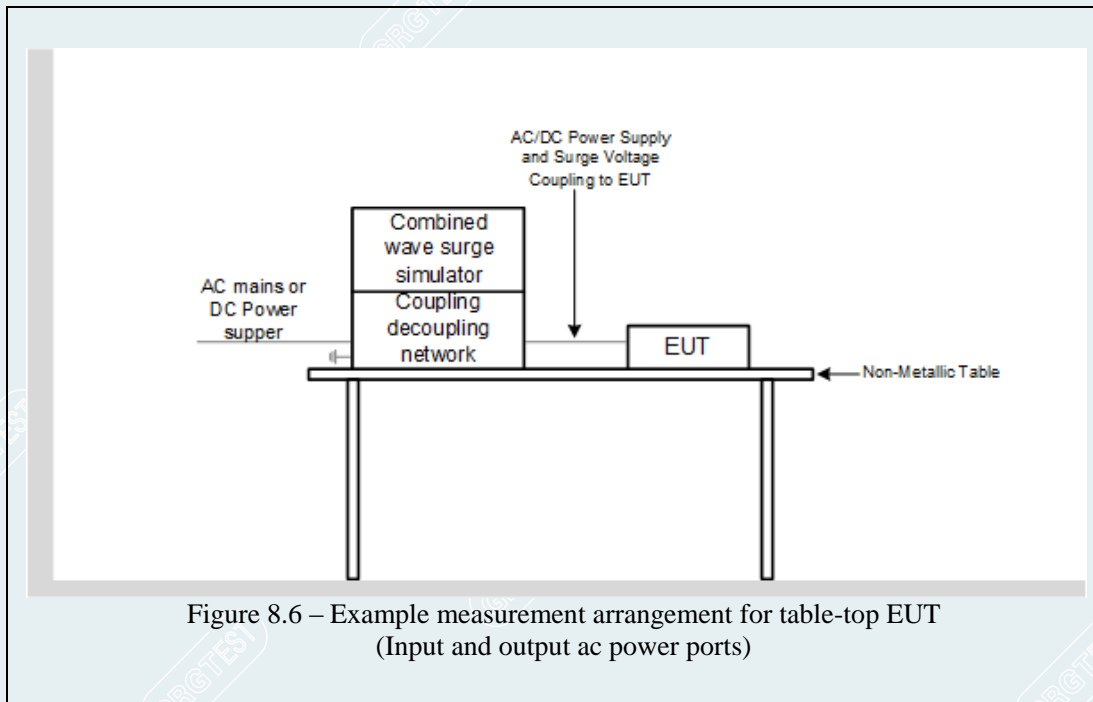 AC/DC Power Supply
and Surge Voltage
Coupling to EUT
Combined
wave surge
simulator
AC mains or
DC Power
supper
Coupling
decoupling
network
EUT
Non-Metallic Table
Figure 8.6 – Example measurement arrangement for table-top EUT
(Input and output ac power ports)
GRGTEST
GRGTEST